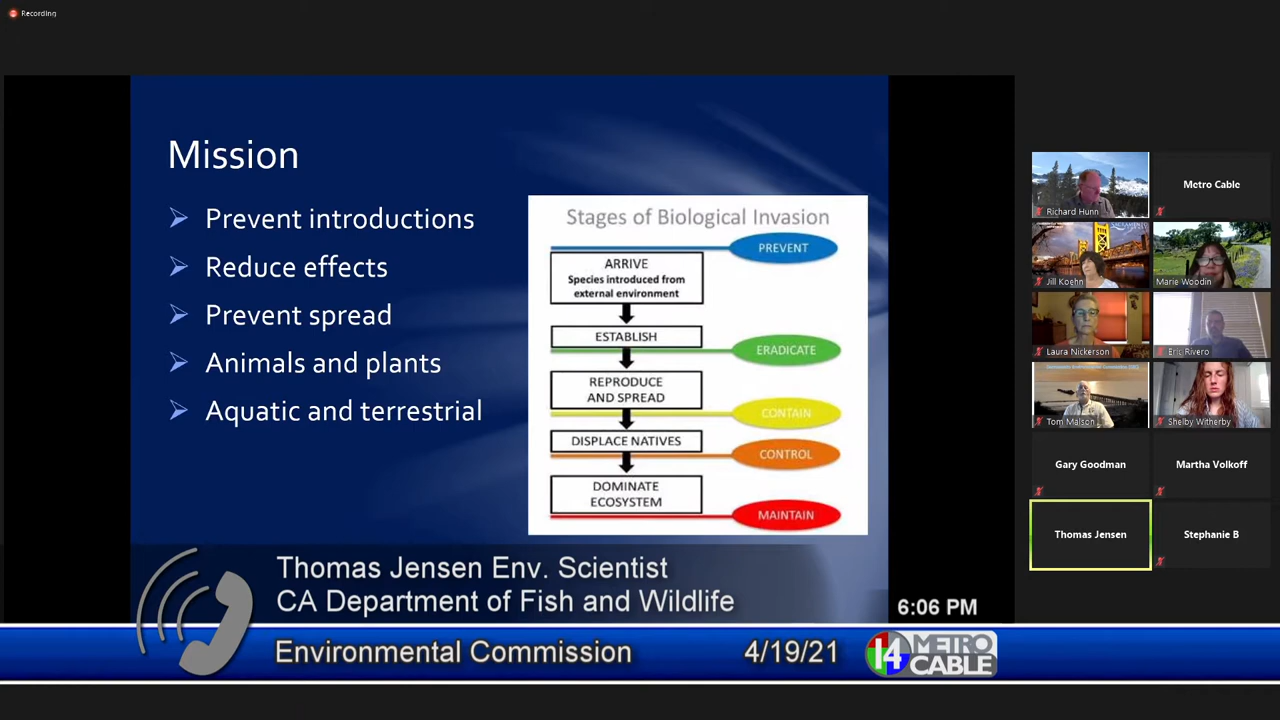 Recording
Mission
Prevent introductions
Reduce effects
Prevent spread
Animals and plants
Aquatic and terrestrial
Stages of Biological Invasion
PREVENT
ARRIVE
Species introduced from
external environment
ESTABLISH
ERADICATE
REPRODUCE
AND SPREAD
CONTAIN
DISPLACE NATIVES
CONTROL
DOMINATE
ECOSYSTEM
MAINTAIN
Thomas Jensen Env. Scientist
CA Department of Fish and Wildlife
6:06 PM
Environmental Commission
4/19/21
14 METRO
CABLE
Richard Hunn
Metro Cable
Jill Koehn
Marie Woodin
Laura Nickerson
Eric Rivero
Tom Malson
Shelby Witherby
Gary Goodman
Martha Volkoff
Thomas Jensen
Stephanie B